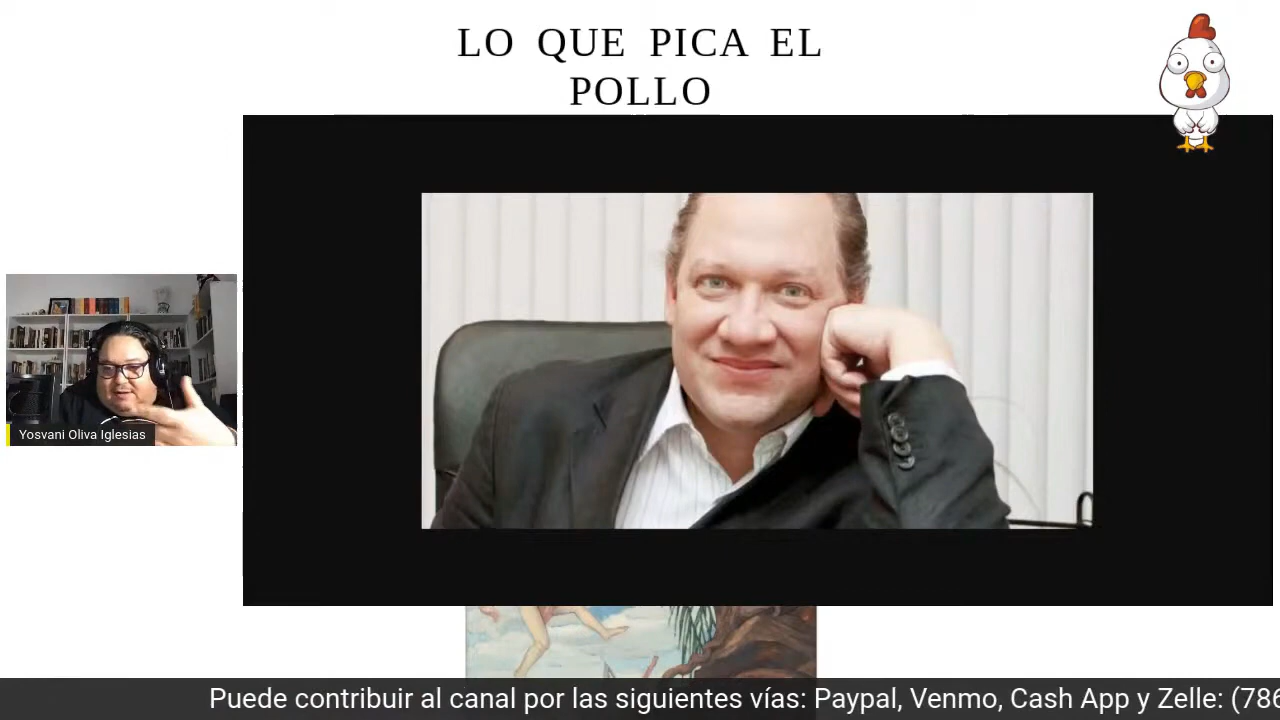 LO QUE PICA EL
POLLO
Yosvani Oliva Iglesias
Puede contribuir al canal por las siguientes vías: Paypal, Venmo, Cash App y Zelle: (786